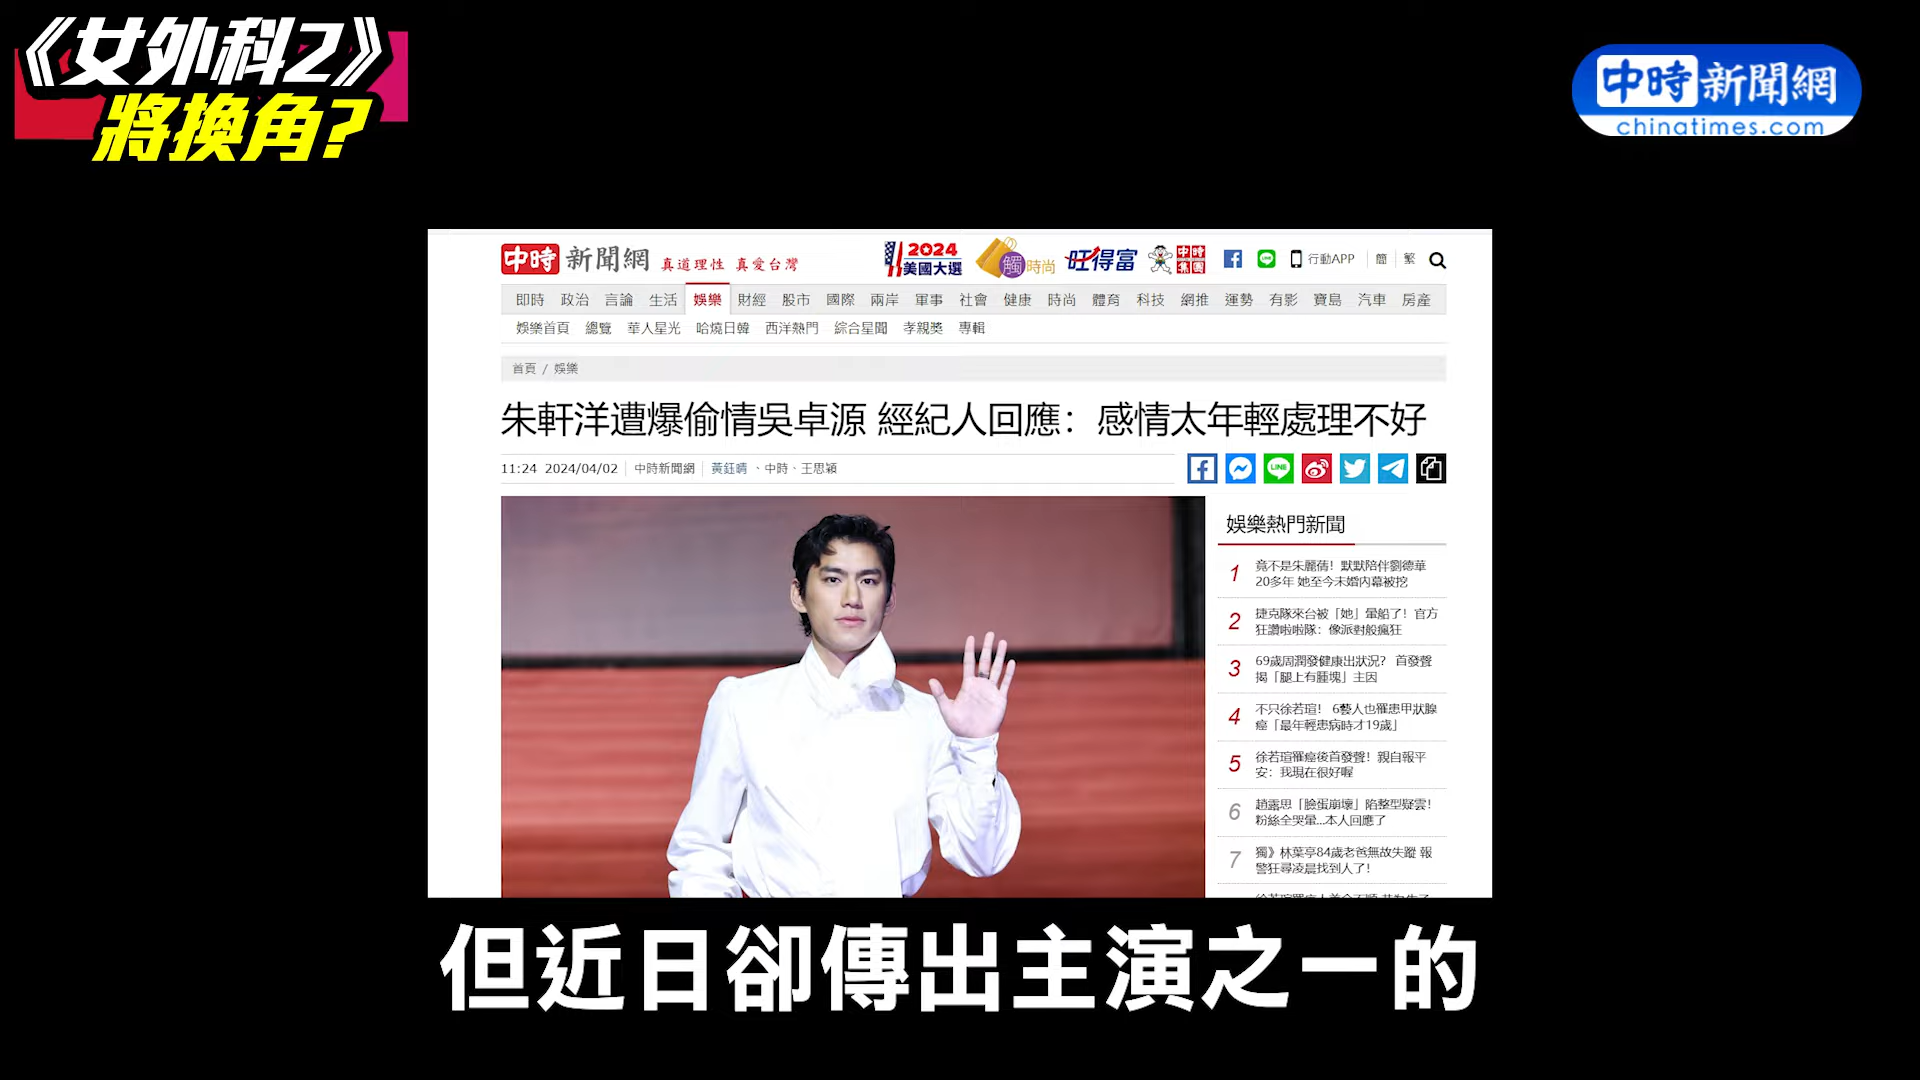 《女外科2》
將換角?
中時新聞網
chinatimes.com
中時 新聞網 真道理性 真愛台灣
2024 美國大選
觸 時尚
旺得富
中時集團
行動APP 簡 繁
即時 政治 言論 生活 娛樂 財經 股市 國際 兩岸 軍事 社會 健康 時尚 體育 科技 網推 運勢 有影 寶島 汽車 房產
娛樂首頁 總覽 華人星光 哈燒日韓 西洋熱門 綜合星聞 孝親獎 專輯
首頁 / 娛樂
朱軒洋遭爆偷情吳卓源 經紀人回應：感情太年輕處理不好
11:24 2024/04/02 中時新聞網 黃鈺晴 、中時、王思穎
LINE
娛樂熱門新聞
1 竟不是朱麗蒨！默默陪伴劉德華
20多年 她至今未婚內幕被挖
2 捷克隊來台被「她」暈船了！官方
狂讚啦啦隊：像派對般瘋狂
3 69歲周潤發健康出狀況？ 首發聲
揭「腿上有腫塊」主因
4 不只徐若瑄！ 6藝人也罹患甲狀腺
癌「最年輕患病時才19歲」
5 徐若瑄罹癌後首發聲！親自報平
安：我現在很好喔
6 趙露思「臉蛋崩壞」陷整型疑雲！
粉絲全哭暈...本人回應了
7 獨》林葉亭84歲老爸無故失蹤 報
警狂尋凌晨找到人了！
但近日卻傳出主演之一的